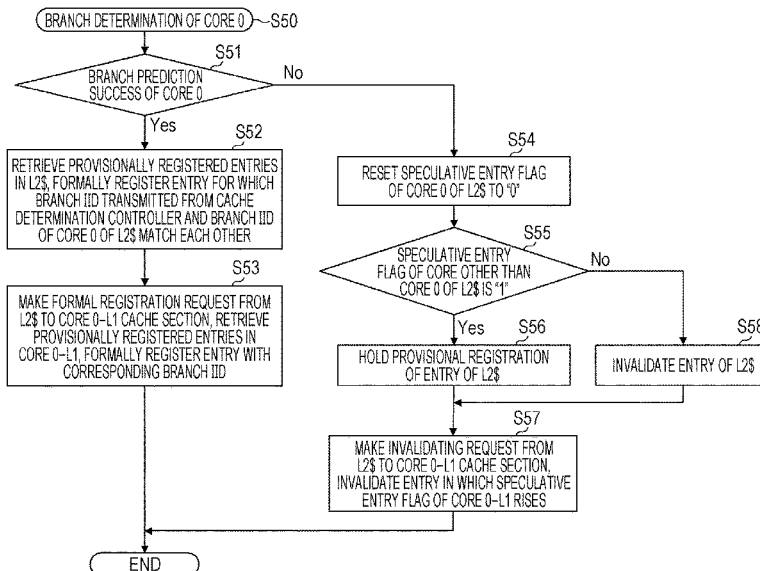 BRANCH DETERMINATION OF CORE 0
S50
S51
BRANCH PREDICTION
SUCCESS OF CORE 0
No
Yes
S52
RETRIEVE PROVISIONALLY REGISTERED ENTRIES
IN L2$, FORMALLY REGISTER ENTRY FOR WHICH
BRANCH IID TRANSMITTED FROM CACHE
DETERMINATION CONTROLLER AND BRANCH IID
OF CORE 0 OF L2$ MATCH EACH OTHER
S53
MAKE FORMAL REGISTRATION REQUEST FROM
L2$ TO CORE 0-L1 CACHE SECTION, RETRIEVE
PROVISIONALLY REGISTERED ENTRIES IN
CORE 0-L1, FORMALLY REGISTER ENTRY WITH
CORRESPONDING BRANCH IID
S54
RESET SPECULATIVE ENTRY FLAG
OF CORE 0 OF L2$ TO "0"
S55
SPECULATIVE ENTRY
FLAG OF CORE OTHER THAN
CORE 0 OF L2$ IS "1"
No
Yes
S56
HOLD PROVISIONAL REGISTRATION
OF ENTRY OF L2$
S58
INVALIDATE ENTRY OF L2$
S57
MAKE INVALIDATING REQUEST FROM
L2$ TO CORE 0-L1 CACHE SECTION,
INVALIDATE ENTRY IN WHICH SPECULATIVE
ENTRY FLAG OF CORE 0-L1 RISES
END